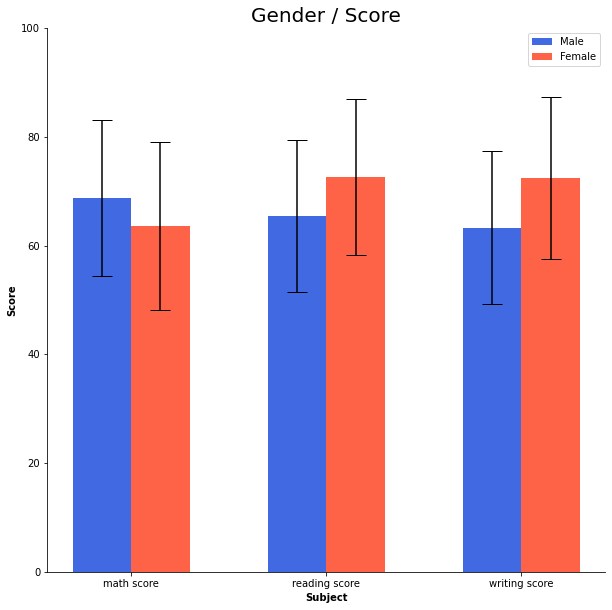 Gender / Score
Male
Female
100
80
60
40
20
0
Score
math score
reading score
writing score
Subject